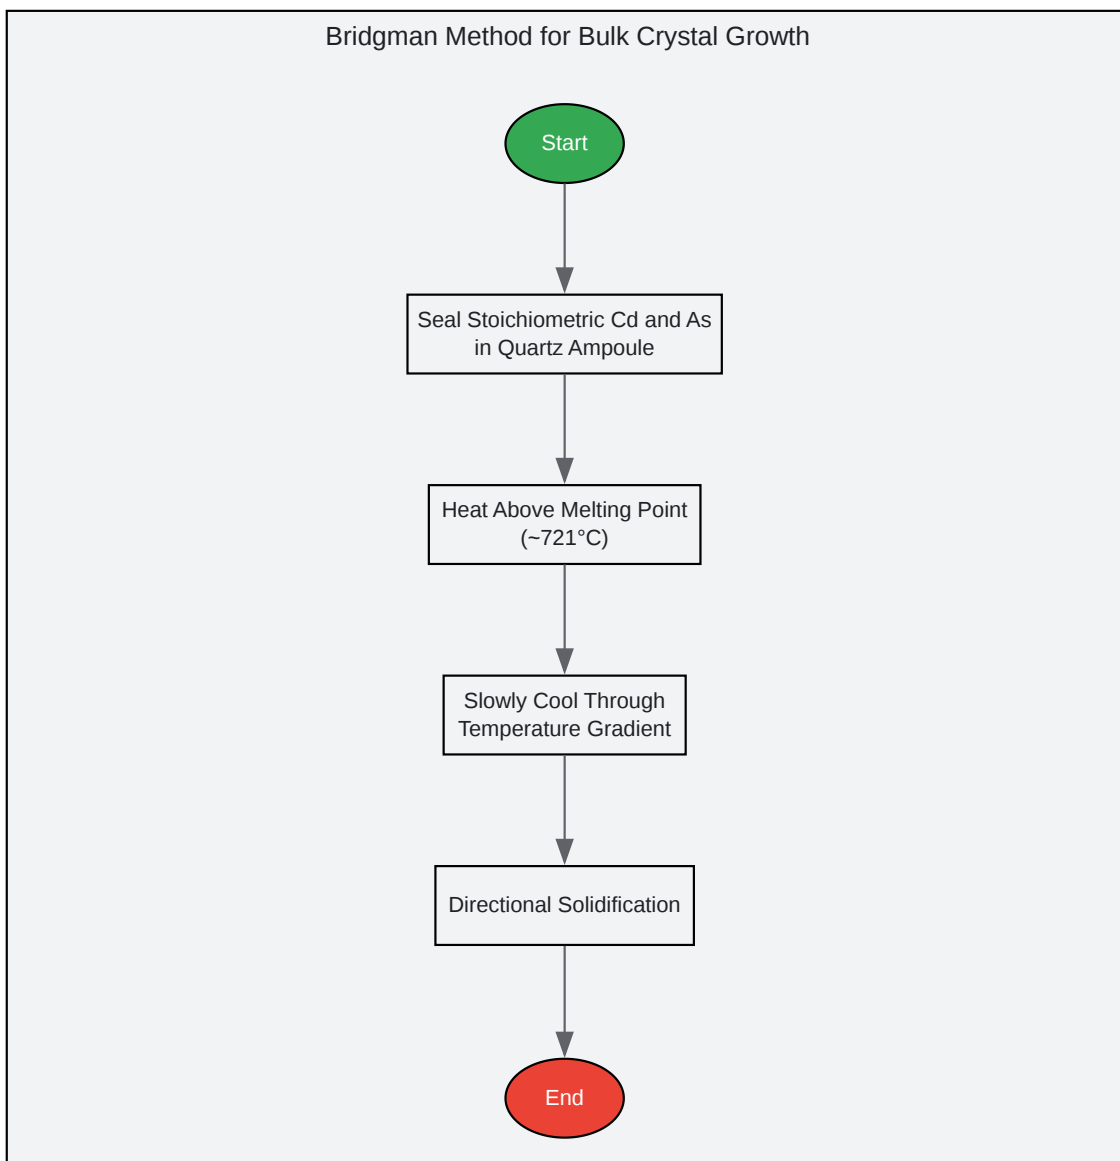 Bridgman Method for Bulk Crystal Growth
Start
Seal Stoichiometric Cd and As
in Quartz Ampoule
Heat Above Melting Point
(~721°C)
Slowly Cool Through
Temperature Gradient
Directional Solidification
End